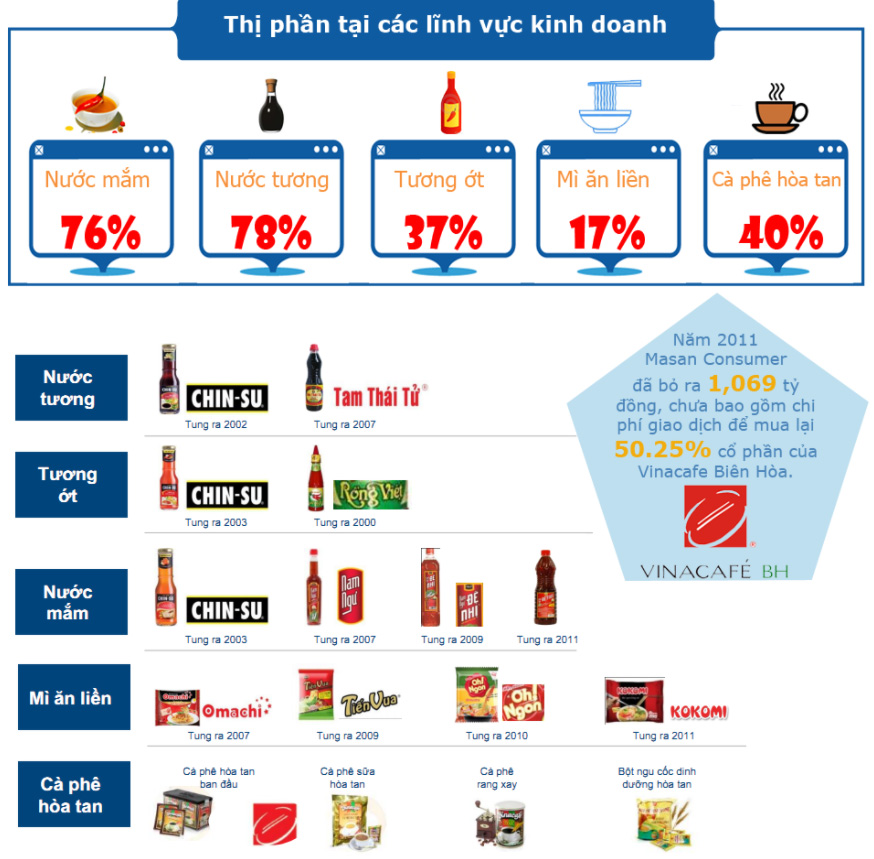 Thị phần tại các lĩnh vực kinh doanh
Nước mắm
76%
Nước tương
78%
Tương ớt
37%
Mì ăn liền
17%
Cà phê hòa tan
40%
Năm 2011
Masan Consumer
đã bỏ ra 1,069 tỷ
đồng, chưa bao gồm chi
phí giao dịch để mua lại
50.25% cổ phần của
Vinacafe Biên Hòa.
VINACAFÉ BH
Nước
tương
CHIN-SU
Tung ra 2002
Tam Thái Tử
Tung ra 2007
Tương
ớt
CHIN-SU
Tung ra 2003
Rồng Việt
Tung ra 2000
Nước
mắm
CHIN-SU
Tung ra 2003
Nam
Ngư
Tung ra 2007
ĐỆ
NHỊ
Tung ra 2009
Tung ra 2011
Mì ăn liền
Omachi
Omachi
Tung ra 2007
Tiến Vua
Tiến Vua
Tung ra 2009
Oh!
Ngon
Oh!
Ngon
Tung ra 2010
KOKOMI
KOKOMI
Tung ra 2011
Cà phê
hòa tan
Cà phê hòa tan
ban đầu
Cà phê sữa
hòa tan
Cà phê
rang xay
Bột ngu cốc dinh
dưỡng hòa tan